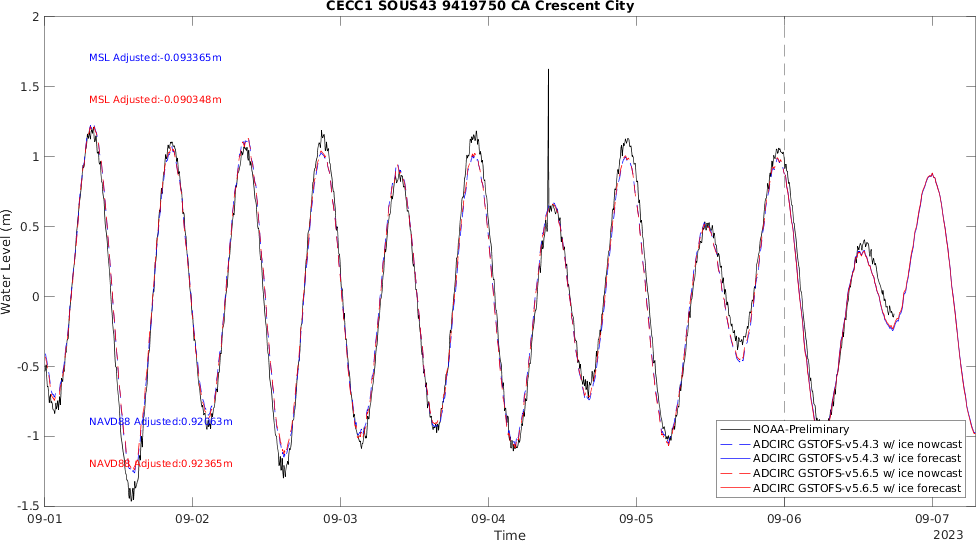 CECC1 SOUS43 9419750 CA Crescent City
2
1.5
1
0.5
0
-0.5
-1
-1.5
Water Level (m)
MSL Adjusted:-0.093365m
MSL Adjusted:-0.090348m
NAVD88 Adjusted:0.92063m
NAVD88 Adjusted:0.92365m
NOAA-Preliminary
ADCIRC GSTOFS-v5.4.3 w/ ice nowcast
ADCIRC GSTOFS-v5.4.3 w/ ice forecast
ADCIRC GSTOFS-v5.6.5 w/ ice nowcast
ADCIRC GSTOFS-v5.6.5 w/ ice forecast
09-01 09-02 09-03 09-04 09-05 09-06 09-07
Time
2023